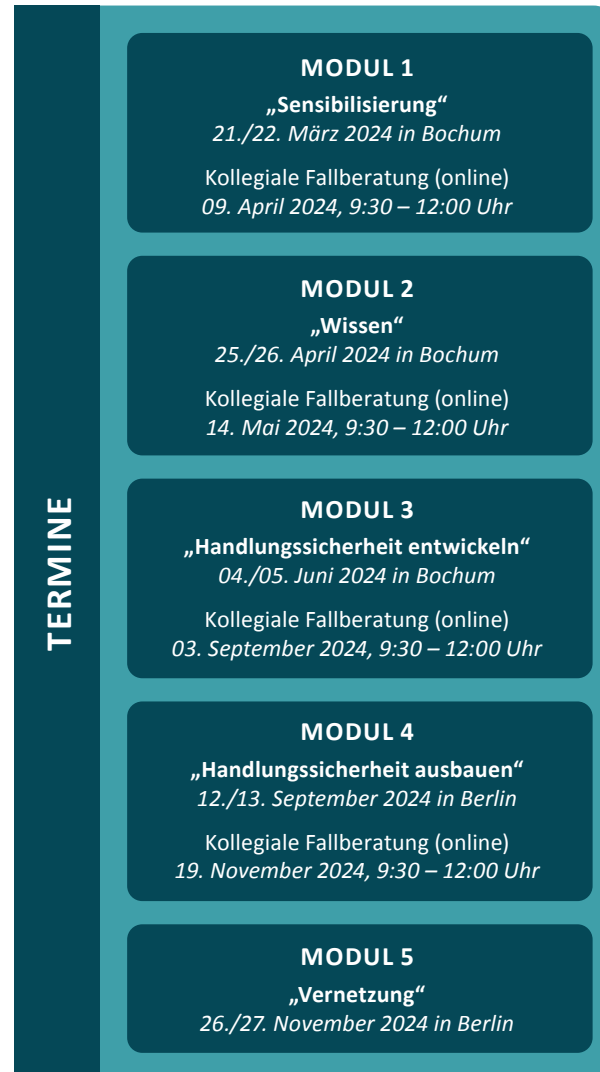 TERMINE
MODUL 1
„Sensibilisierung“
21./22. März 2024 in Bochum
Kollegiale Fallberatung (online)
09. April 2024, 9:30 – 12:00 Uhr
MODUL 2
„Wissen“
25./26. April 2024 in Bochum
Kollegiale Fallberatung (online)
14. Mai 2024, 9:30 – 12:00 Uhr
MODUL 3
„Handlungssicherheit entwickeln“
04./05. Juni 2024 in Bochum
Kollegiale Fallberatung (online)
03. September 2024, 9:30 – 12:00 Uhr
MODUL 4
„Handlungssicherheit ausbauen“
12./13. September 2024 in Berlin
Kollegiale Fallberatung (online)
19. November 2024, 9:30 – 12:00 Uhr
MODUL 5
„Vernetzung“
26./27. November 2024 in Berlin